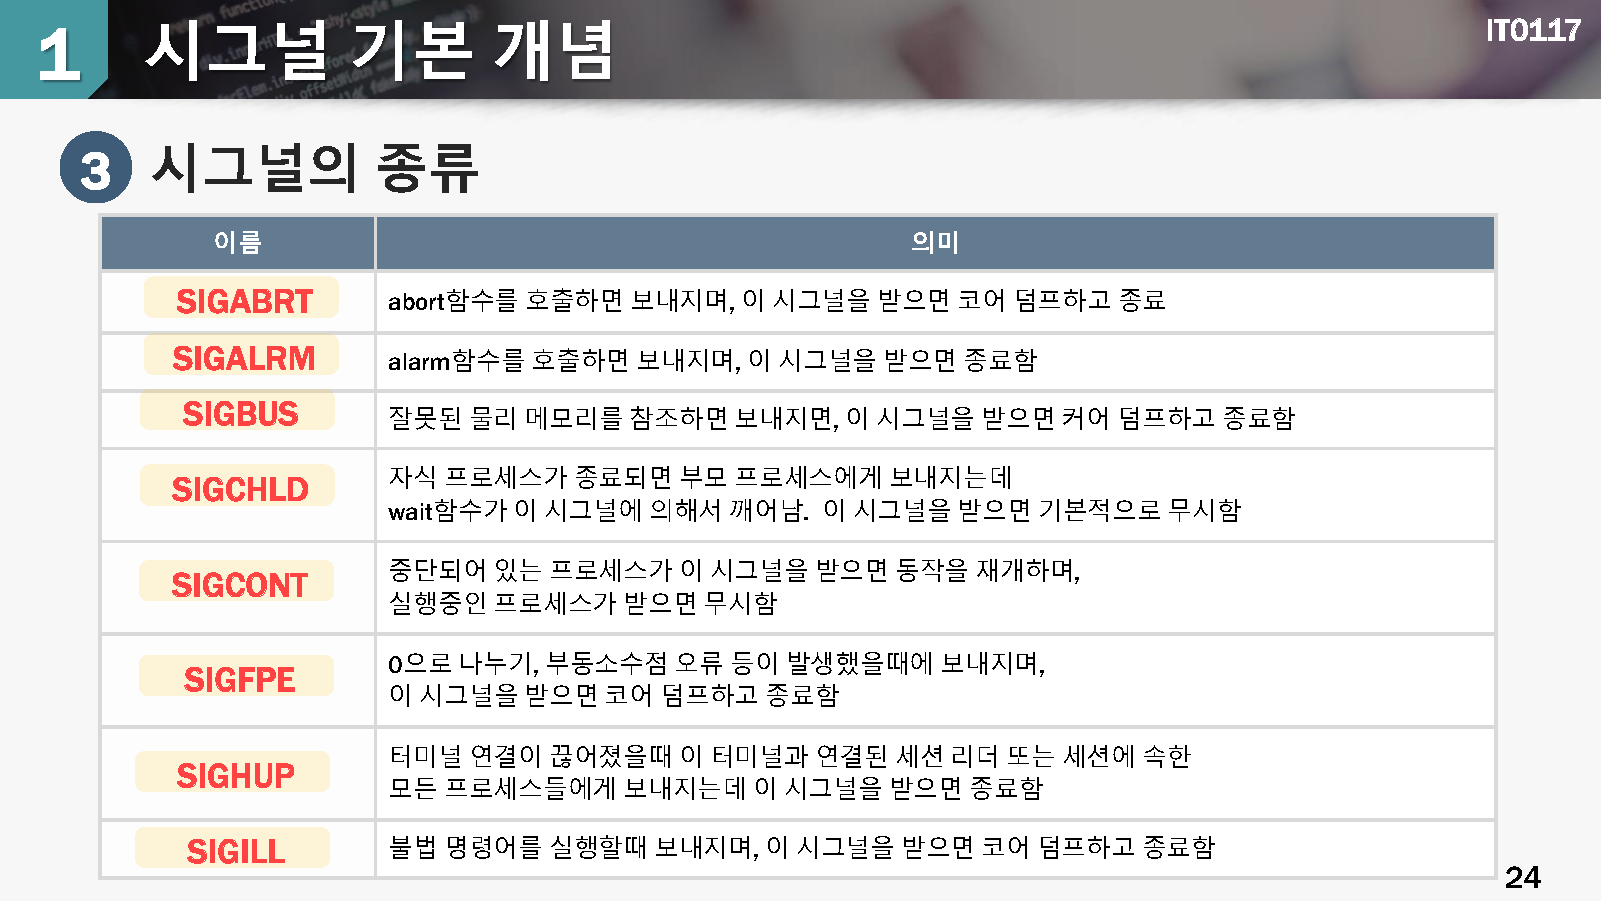 1
시그널 기본 개념
IT0117
3
시그널의 종류
이름
의미
SIGABRT
abort함수를 호출하면 보내지며, 이 시그널을 받으면 코어 덤프하고 종료
SIGALRM
alarm함수를 호출하면 보내지며, 이 시그널을 받으면 종료함
SIGBUS
잘못된 물리 메모리를 참조하면 보내지면, 이 시그널을 받으면 커어 덤프하고 종료함
SIGCHLD
자식 프로세스가 종료되면 부모 프로세스에게 보내지는데
wait함수가 이 시그널에 의해서 깨어남. 이 시그널을 받으면 기본적으로 무시함
SIGCONT
중단되어 있는 프로세스가 이 시그널을 받으면 동작을 재개하며,
실행중인 프로세스가 받으면 무시함
SIGFPE
0으로 나누기, 부동소수점 오류 등이 발생했을때에 보내지며,
이 시그널을 받으면 코어 덤프하고 종료함
SIGHUP
터미널 연결이 끊어졌을때 이 터미널과 연결된 세션 리더 또는 세션에 속한
모든 프로세스들에게 보내지는데 이 시그널을 받으면 종료함
SIGILL
불법 명령어를 실행할때 보내지며, 이 시그널을 받으면 코어 덤프하고 종료함
24